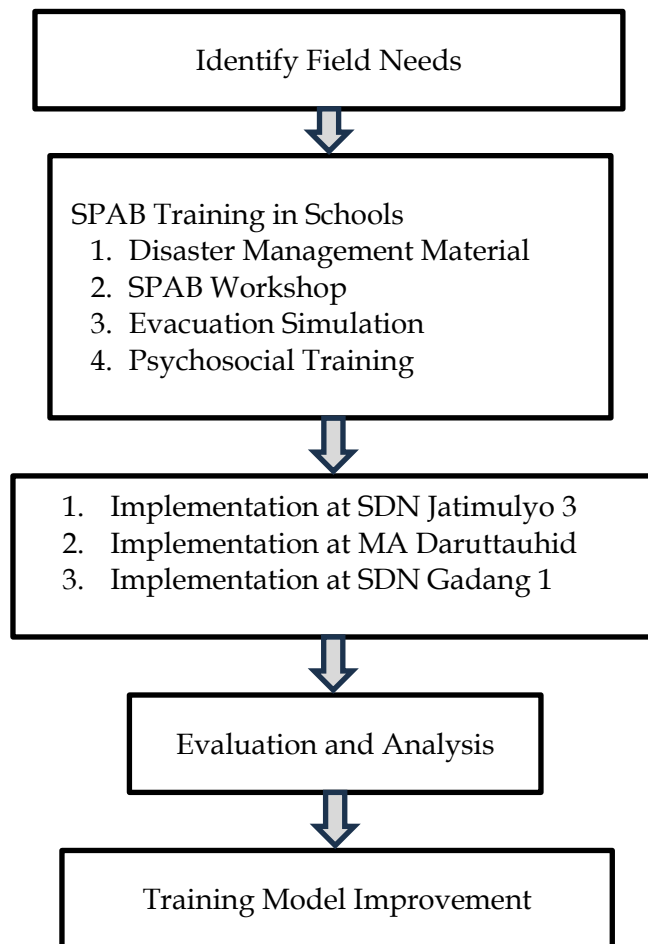 Identify Field Needs
SPAB Training in Schools
1. Disaster Management Material
2. SPAB Workshop
3. Evacuation Simulation
4. Psychosocial Training
1. Implementation at SDN Jatimulyo 3
2. Implementation at MA Daruttauhid
3. Implementation at SDN Gadang 1
Evaluation and Analysis
Training Model Improvement